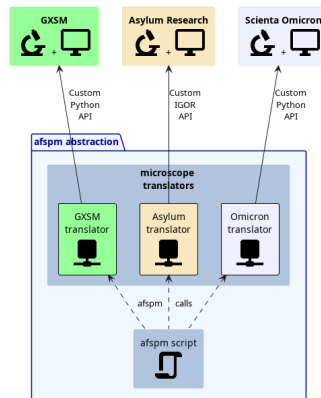 GXSM
Asylum Research
Scienta Omicron
+
+
+
Custom
Python
API
Custom
IGOR
API
Custom
Python
API
afspm abstraction
microscope
translators
GXSM
translator
Asylum
translator
Omicron
translator
afspm
calls
afspm script